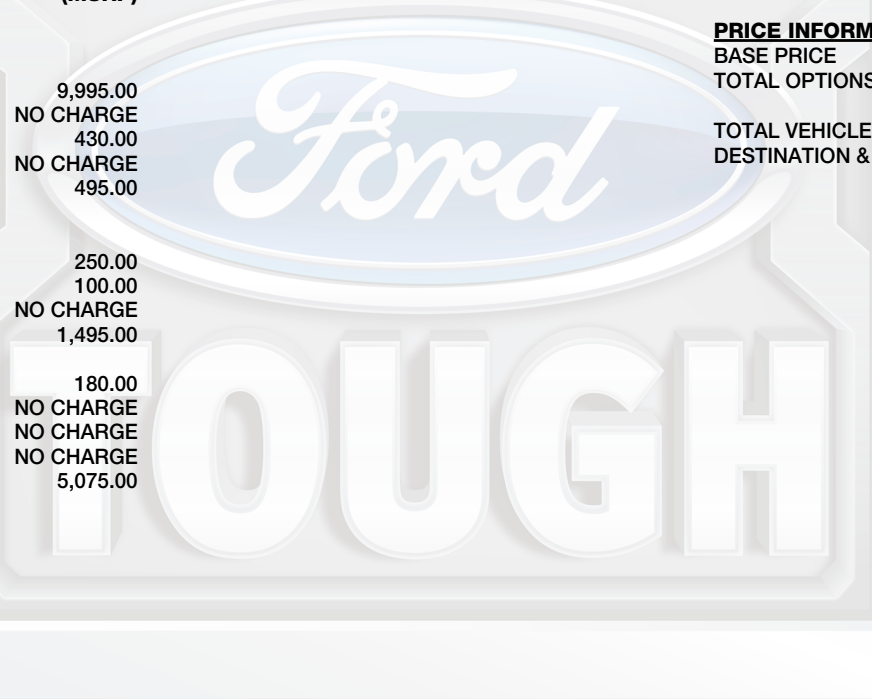 (MSRP)
9,995.00
NO CHARGE
430.00
NO CHARGE
495.00
250.00
100.00
NO CHARGE
1,495.00
180.00
NO CHARGE
NO CHARGE
NO CHARGE
5,075.00
PRICE INFORM
BASE PRICE
TOTAL OPTIONS
TOTAL VEHICLE
DESTINATION &
Ford
TOUGH